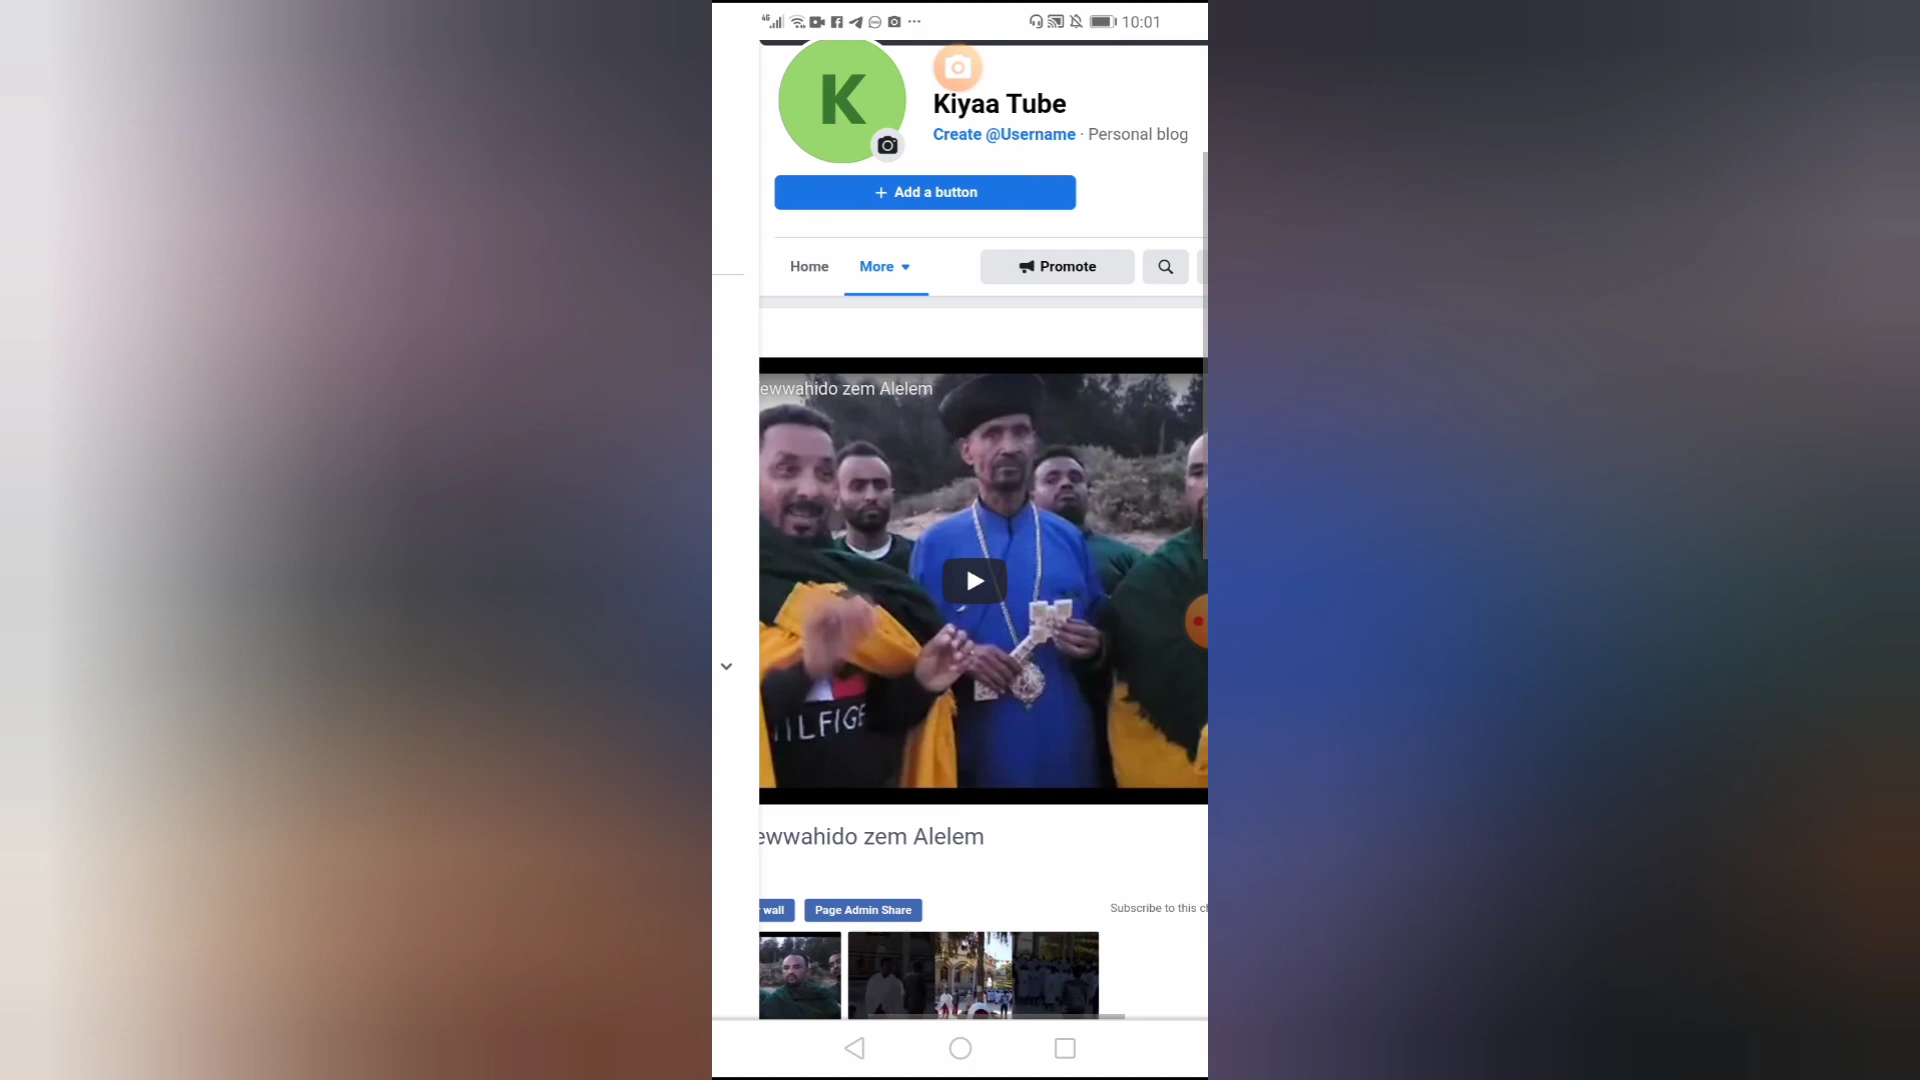 4G
10:01
K
Kiyaa Tube
Create @Username · Personal blog
+ Add a button
Home
More
Promote
ewwahido zem Alelem
ILFIGE
ewwahido zem Alelem
wall
Page Admin Share
Subscribe to this c